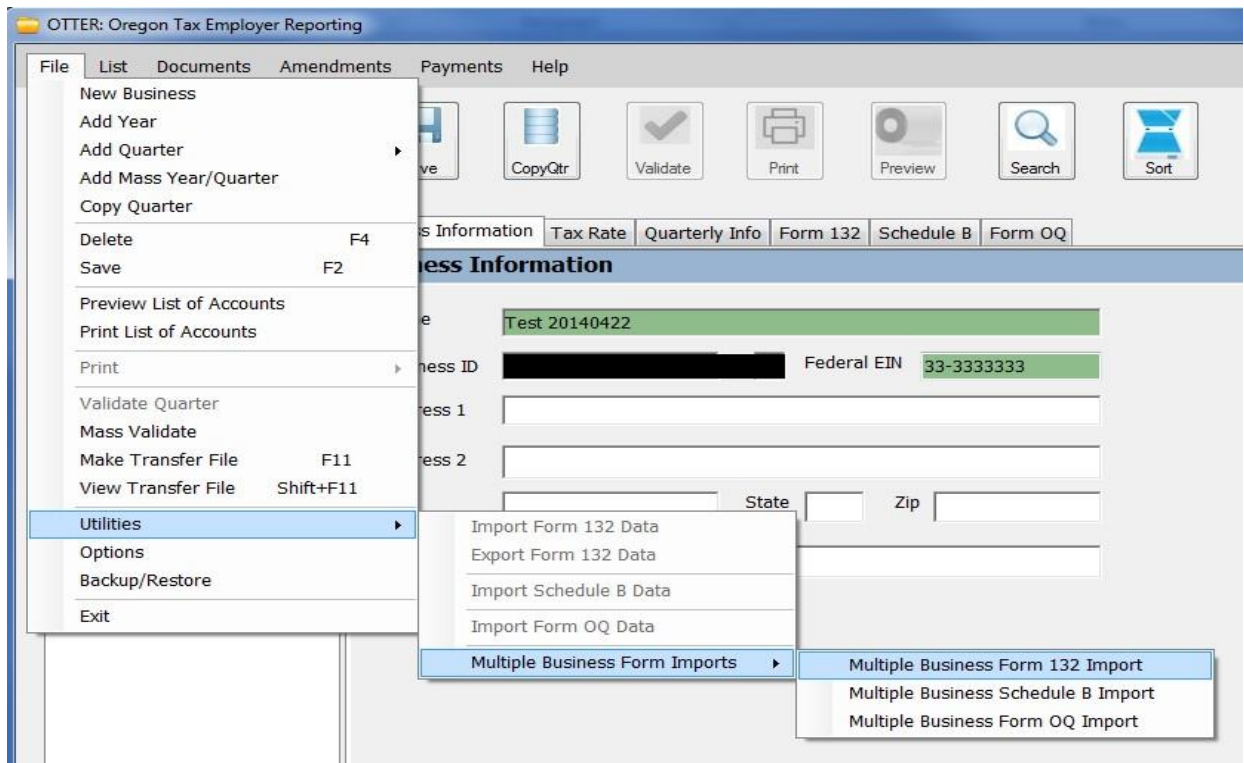 OTTER: Oregon Tax Employer Reporting
File List Documents Amendments Payments Help
New Business
Add Year
Add Quarter
Add Mass Year/Quarter
Copy Quarter
Delete F4
Save F2
Preview List of Accounts
Print List of Accounts
Print
Validate Quarter
Mass Validate
Make Transfer File F11
View Transfer File Shift+F11
Utilities
Options
Backup/Restore
Exit
ve CopyQtr Validate Print Preview Search Sort
s Information Tax Rate Quarterly Info Form 132 Schedule B Form OQ
ess Information
e Test 20140422
ness ID Federal EIN 33-3333333
ress 1
ress 2
State Zip
Import Form 132 Data
Export Form 132 Data
Import Schedule B Data
Import Form OQ Data
Multiple Business Form Imports
Multiple Business Form 132 Import
Multiple Business Schedule B Import
Multiple Business Form OQ Import